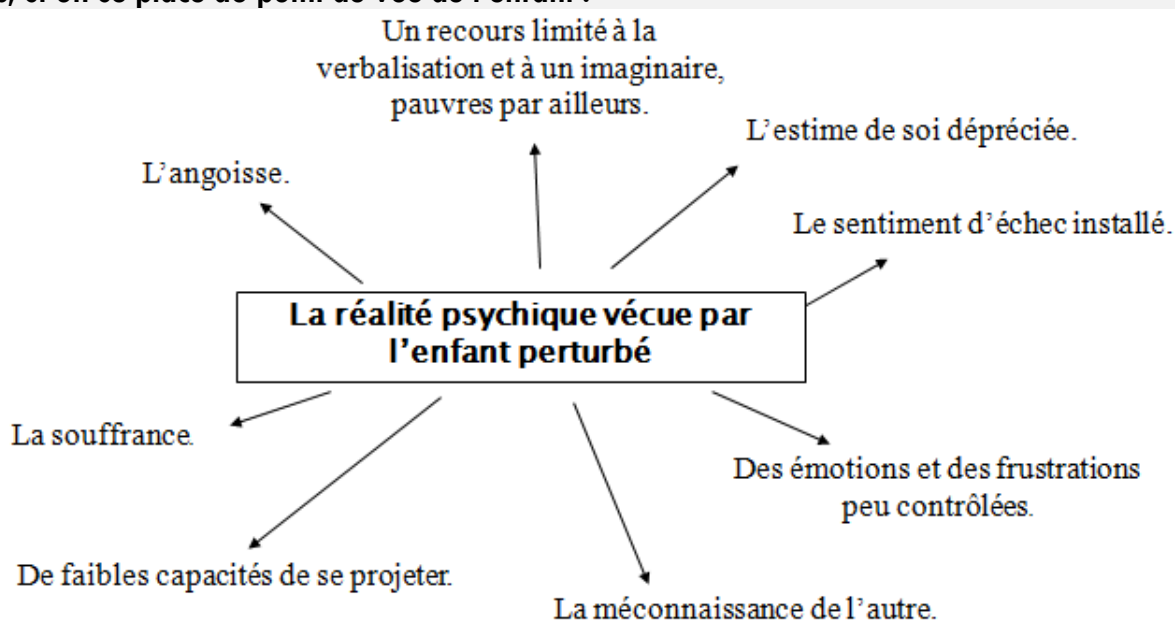 Un recours limité à la
verbalisation et à un imaginaire,
pauvres par ailleurs.
L'estime de soi dépréciée.
L'angoisse.
Le sentiment d'échec installé.
La réalité psychique vécue par
l'enfant perturbé
La souffrance.
Des émotions et des frustrations
peu contrôlées.
De faibles capacités de se projeter.
La méconnaissance de l'autre.